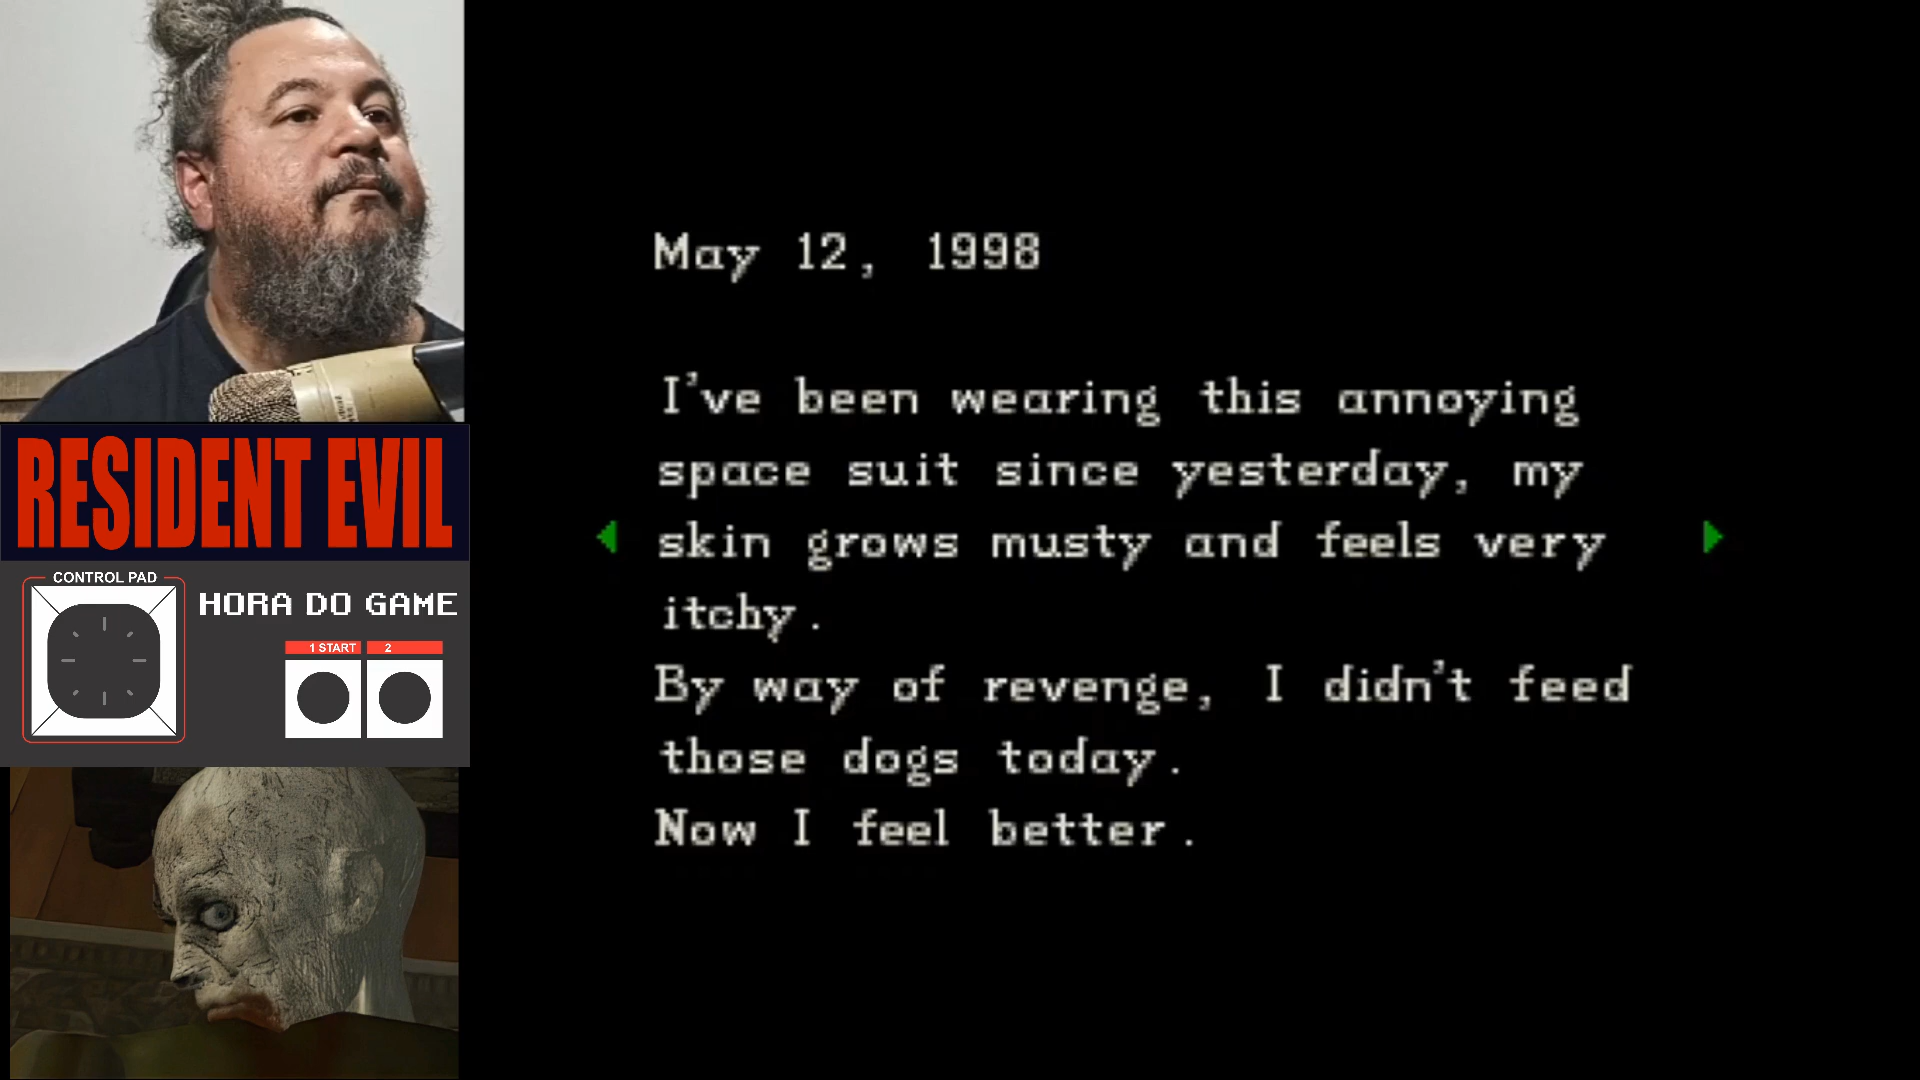 RESIDENT EVIL
CONTROL PAD
HORA DO GAME
1 START 2
May 12, 1998
I've been wearing this annoying
space suit since yesterday, my
skin grows musty and feels very
itchy.
By way of revenge, I didn't feed
those dogs today.
Now I feel better.